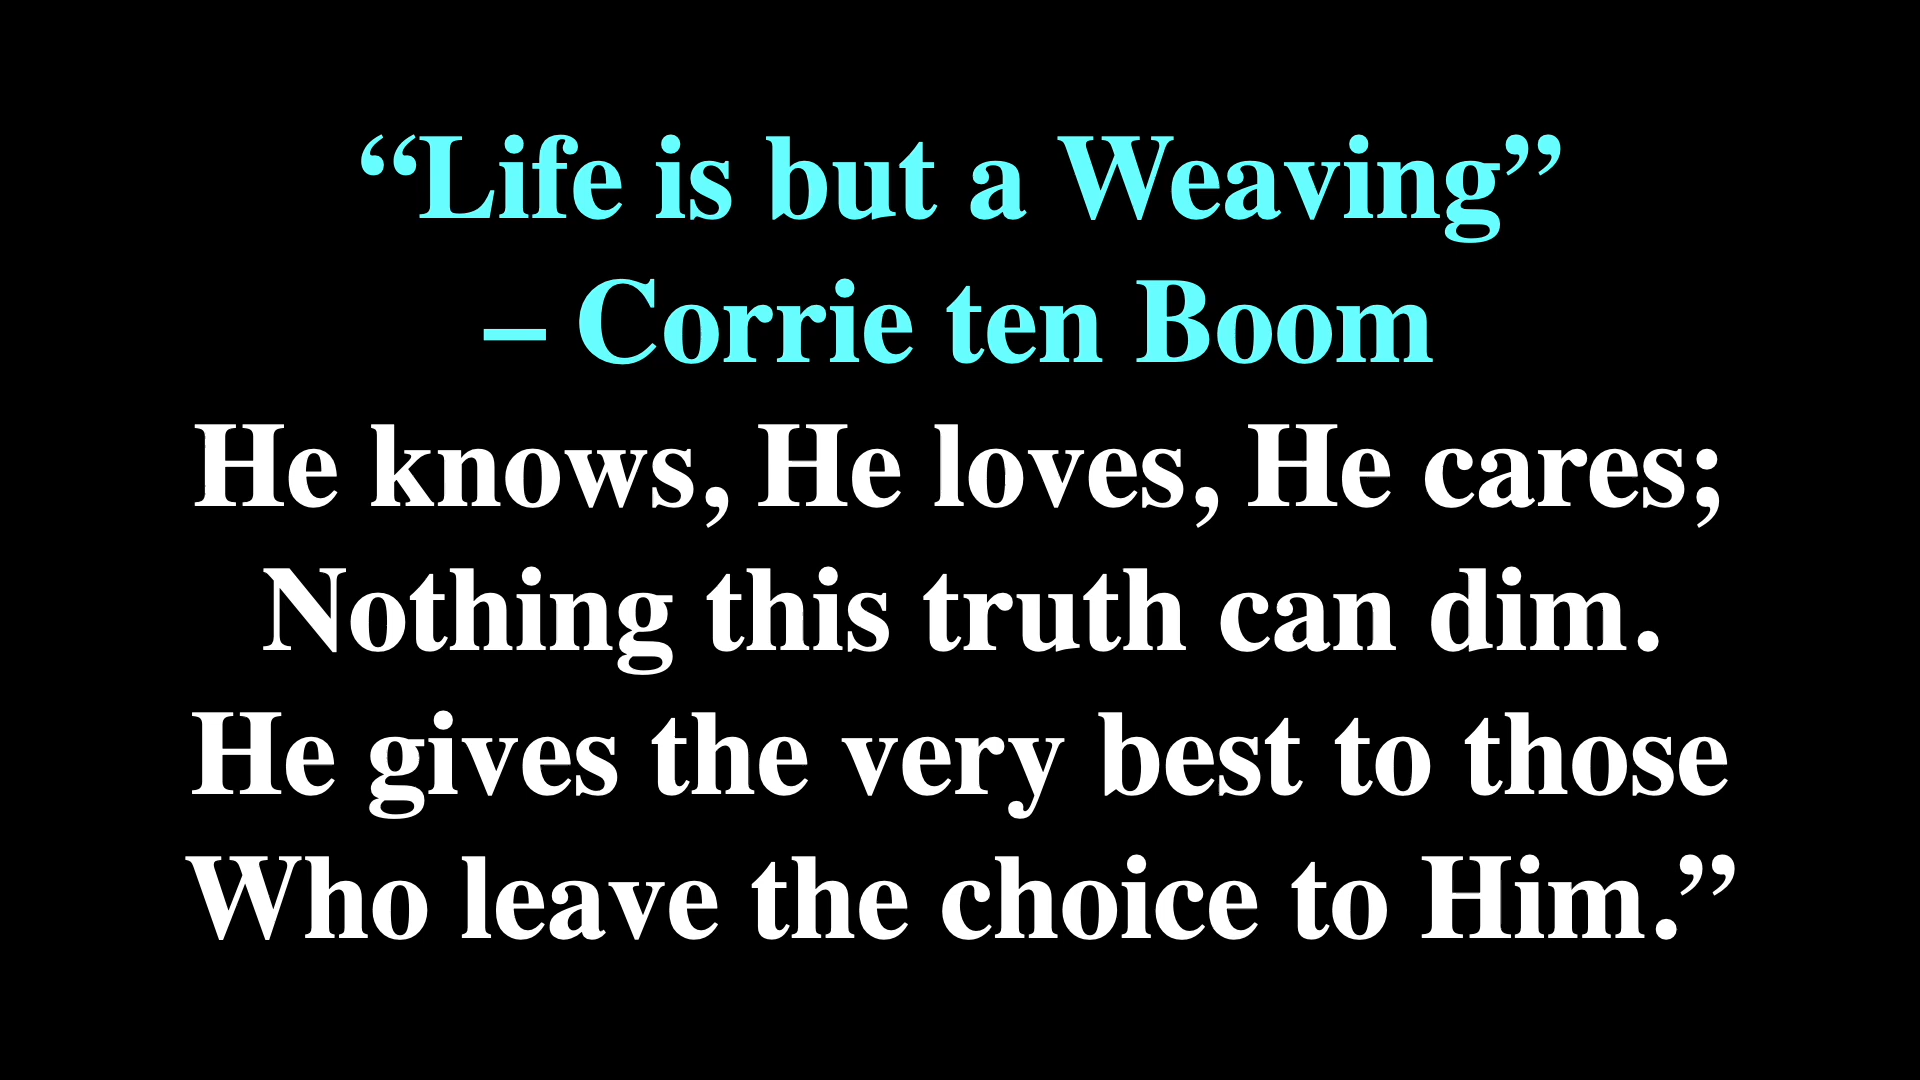 “Life is but a Weaving”
– Corrie ten Boom
He knows, He loves, He cares;
Nothing this truth can dim.
He gives the very best to those
Who leave the choice to Him.”